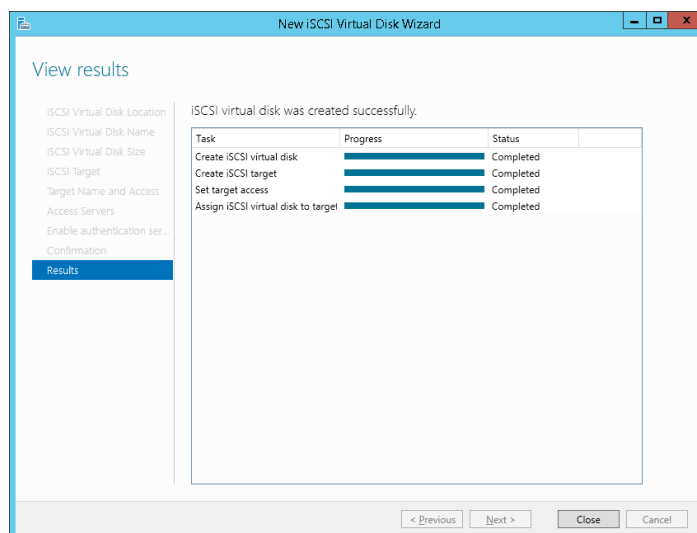 New iSCSI Virtual Disk Wizard
View results
iSCSI Virtual Disk Location
iSCSI Virtual Disk Name
iSCSI Virtual Disk Size
iSCSI Target
Target Name and Access
Access Servers
Enable authentication ser...
Confirmation
Results
iSCSI virtual disk was created successfully.
Task Progress Status
Create iSCSI virtual disk Completed
Create iSCSI target Completed
Set target access Completed
Assign iSCSI virtual disk to target Completed
< Previous Next > Close Cancel